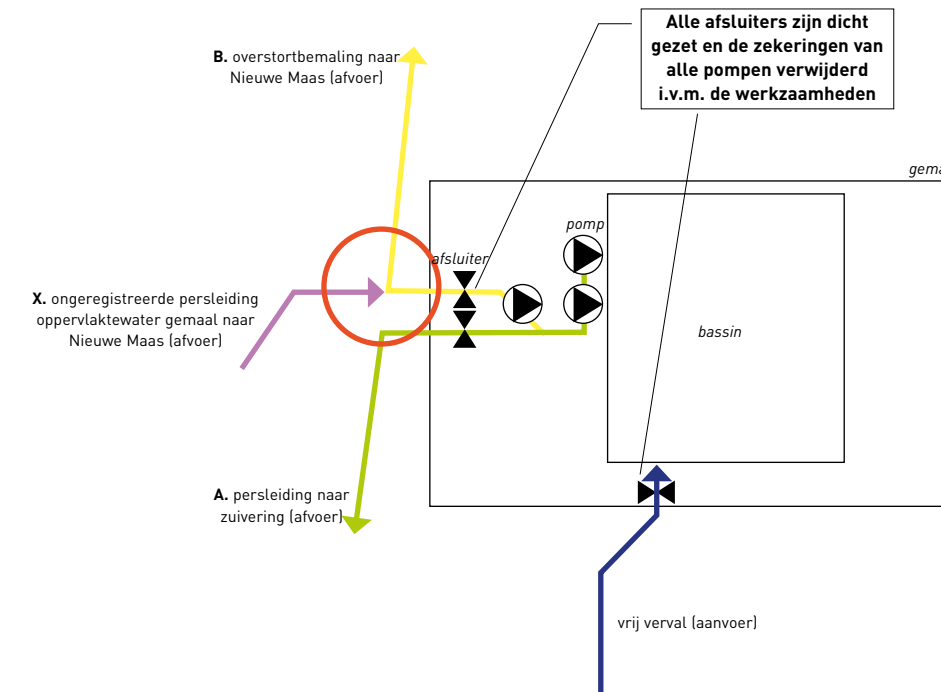 Alle afsluiters zijn dicht
gezet en de zekeringen van
alle pompen verwijderd
i.v.m. de werkzaamheden
B. overstortbemaling naar
Nieuwe Maas (afvoer)
pomp
afsluiter
X. ongeregistreerde persleiding
oppervlaktewater gemaal naar
Nieuwe Maas (afvoer)
bassin
A. persleiding naar
zuivering (afvoer)
vrij verval (aanvoer)